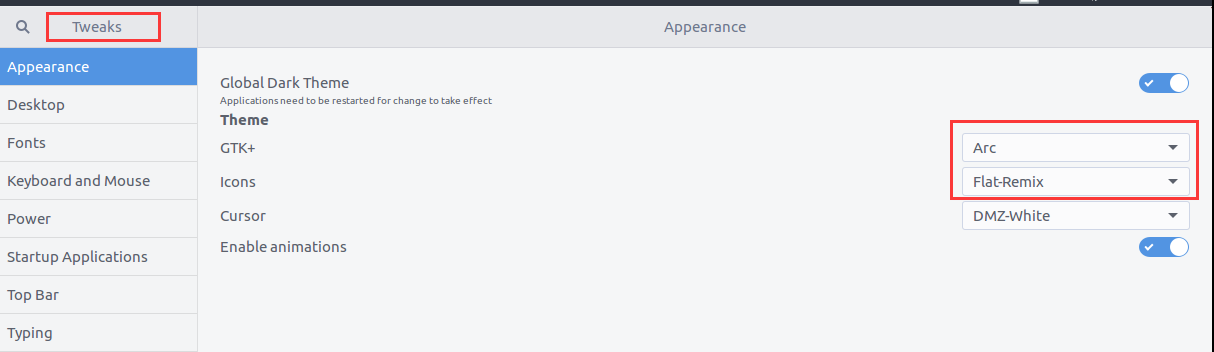 Tweaks
Appearance
Appearance
Desktop
Fonts
Keyboard and Mouse
Power
Startup Applications
Top Bar
Typing
Global Dark Theme
Applications need to be restarted for change to take effect
Theme
GTK+ Arc
Icons Flat-Remix
Cursor DMZ-White
Enable animations